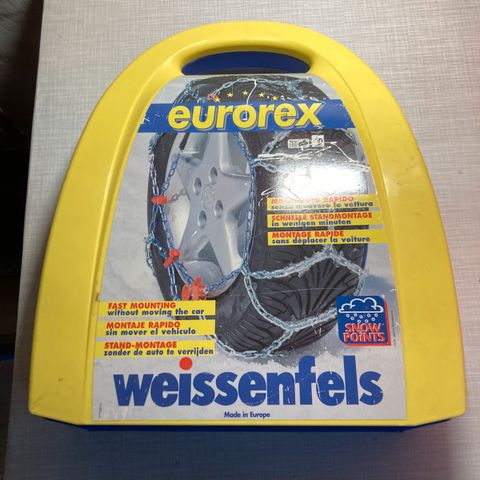 eurorex
MONTAGGIO RAPIDO
senza muovere la vettura
SCHNELLE STANDMONTAGE
in wenigen minuten
MONTAGE RAPIDE
sans déplacer la voiture
FAST MOUNTING
without moving the car
MONTAJE RAPIDO
sin mover el vehiculo
STAND-MONTAGE
zonder de auto te verrijden
SNOW
POINTS
weissenfels
Made in Europe